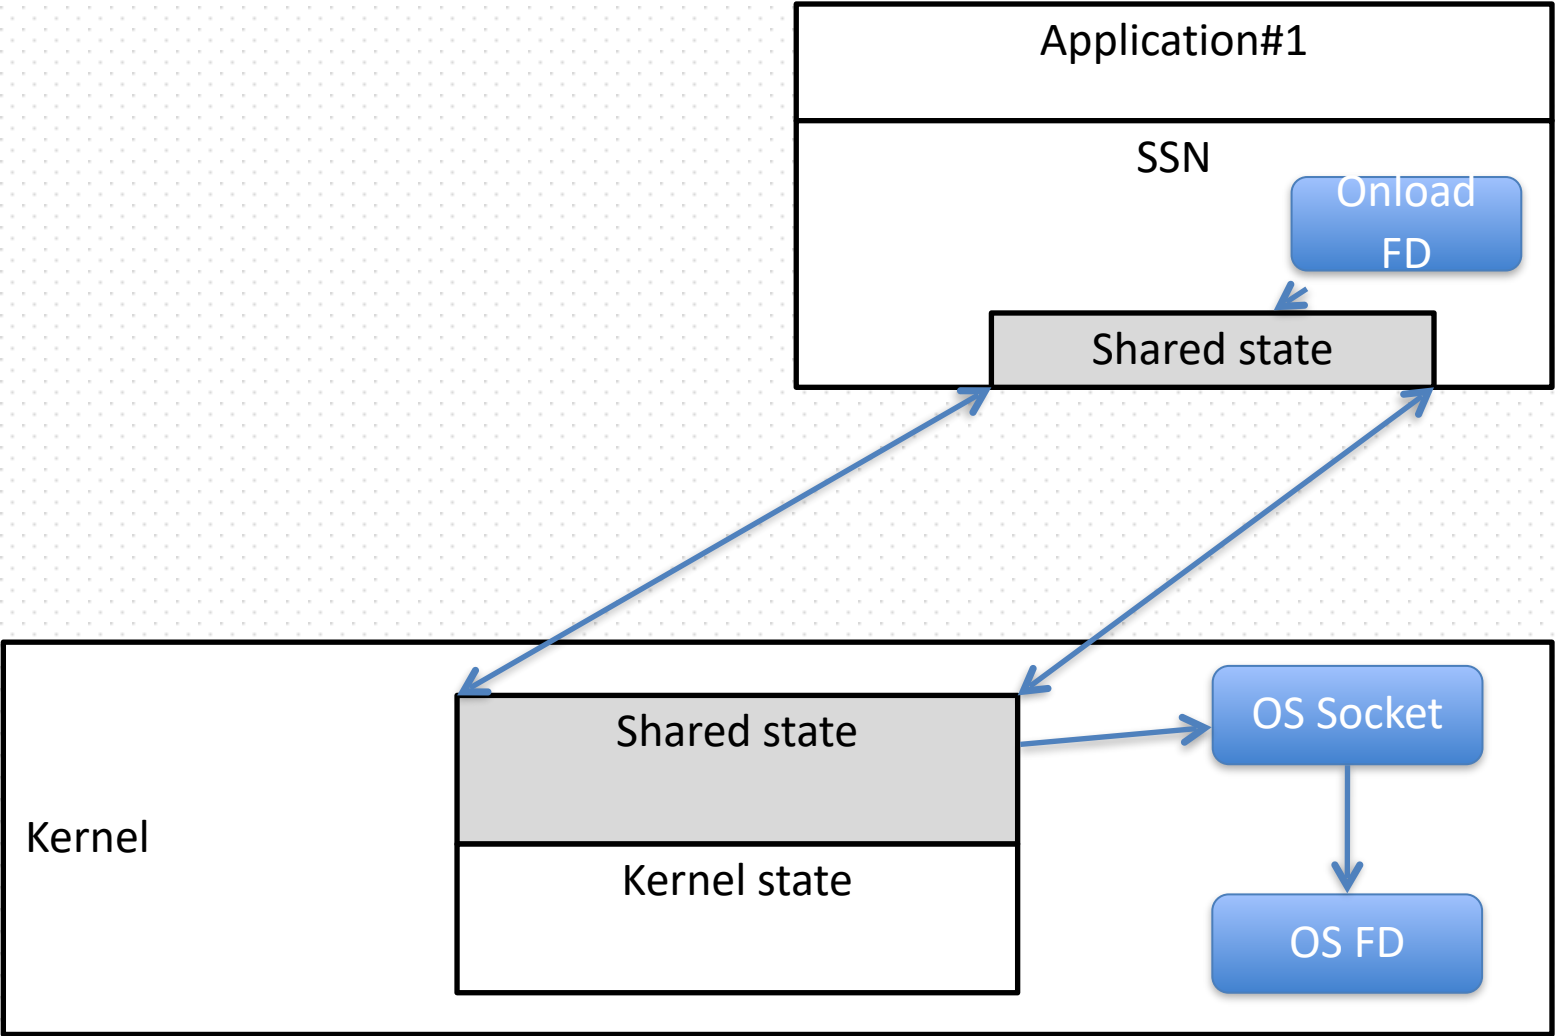 Application#1
SSN
Onload
FD
Shared state
Shared state
OS Socket
Kernel
Kernel state
OS FD